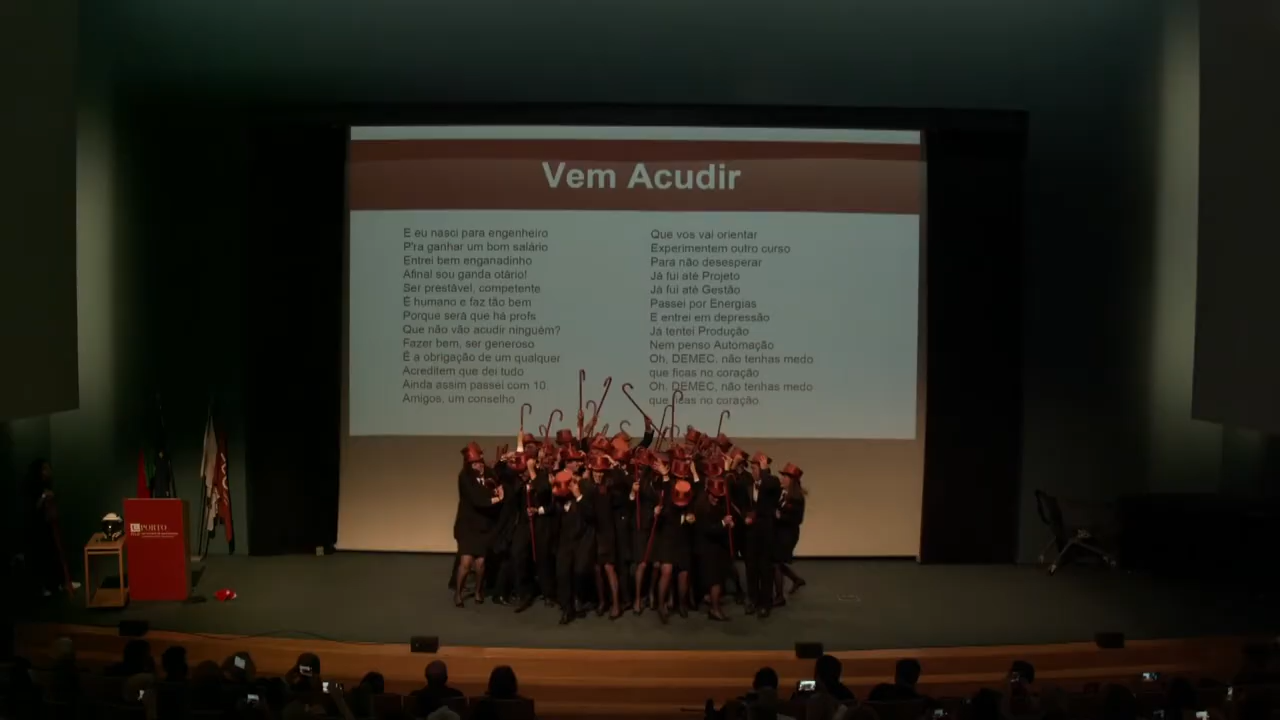 Vem Acudir
E eu nasci para engenheiro
P'ra ganhar um bom salário
Entrei bem enganadinho
Afinal sou ganda otário!
Ser prestável, competente
É humano e faz tão bem
Porque será que há profs
Que não vão acudir ninguém?
Fazer bem, ser generoso
É a obrigação de um qualquer
Acreditem que dei tudo
Ainda assim passei com 10.
Amigos, um conselho
Que vos vai orientar
Experimentem outro curso
Para não desesperar
Já fui até Projeto
Já fui até Gestão
Passei por Energias
E entrei em depressão
Já tentei Produção
Nem penso Automação
Oh, DEMEC, não tenhas medo
que ficas no coração
Oh, DEMEC, não tenhas medo
que ficas no coração
PORTO